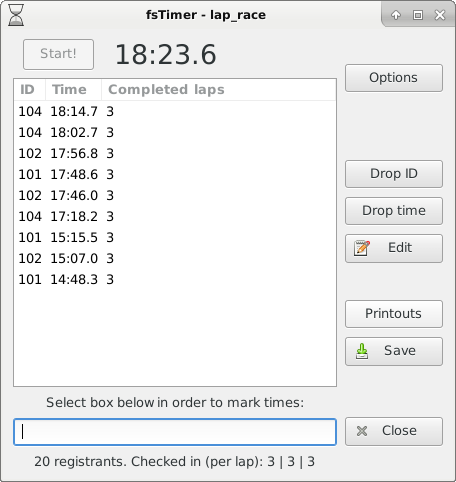 fsTimer - lap_race
Start!
18:23.6
Options
ID Time Completed laps
104 18:14.7 3
104 18:02.7 3
102 17:56.8 3
101 17:48.6 3
102 17:46.0 3
104 17:18.2 3
101 15:15.5 3
102 15:07.0 3
101 14:48.3 3
Drop ID
Drop time
Edit
Printouts
Save
Select box below in order to mark times:
Close
20 registrants. Checked in (per lap): 3 | 3 | 3